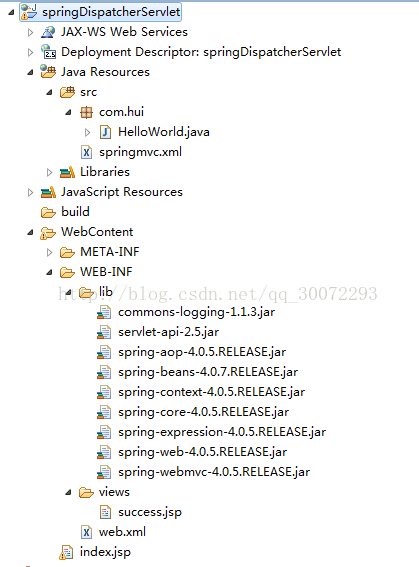 springDispatcherServlet
JAX-WS Web Services
2.5 Deployment Descriptor: springDispatcherServlet
Java Resources
src
com.hui
J HelloWorld.java
X springmvc.xml
Libraries
JavaScript Resources
build
WebContent
META-INF
WEB-INF
lib
http://blog.csdn.net/qq_30072293
commons-logging-1.1.3.jar
servlet-api-2.5.jar
spring-aop-4.0.5.RELEASE.jar
spring-beans-4.0.7.RELEASE.jar
spring-context-4.0.5.RELEASE.jar
spring-core-4.0.5.RELEASE.jar
spring-expression-4.0.5.RELEASE.jar
spring-web-4.0.5.RELEASE.jar
spring-webmvc-4.0.5.RELEASE.jar
views
success.jsp
X web.xml
index.jsp